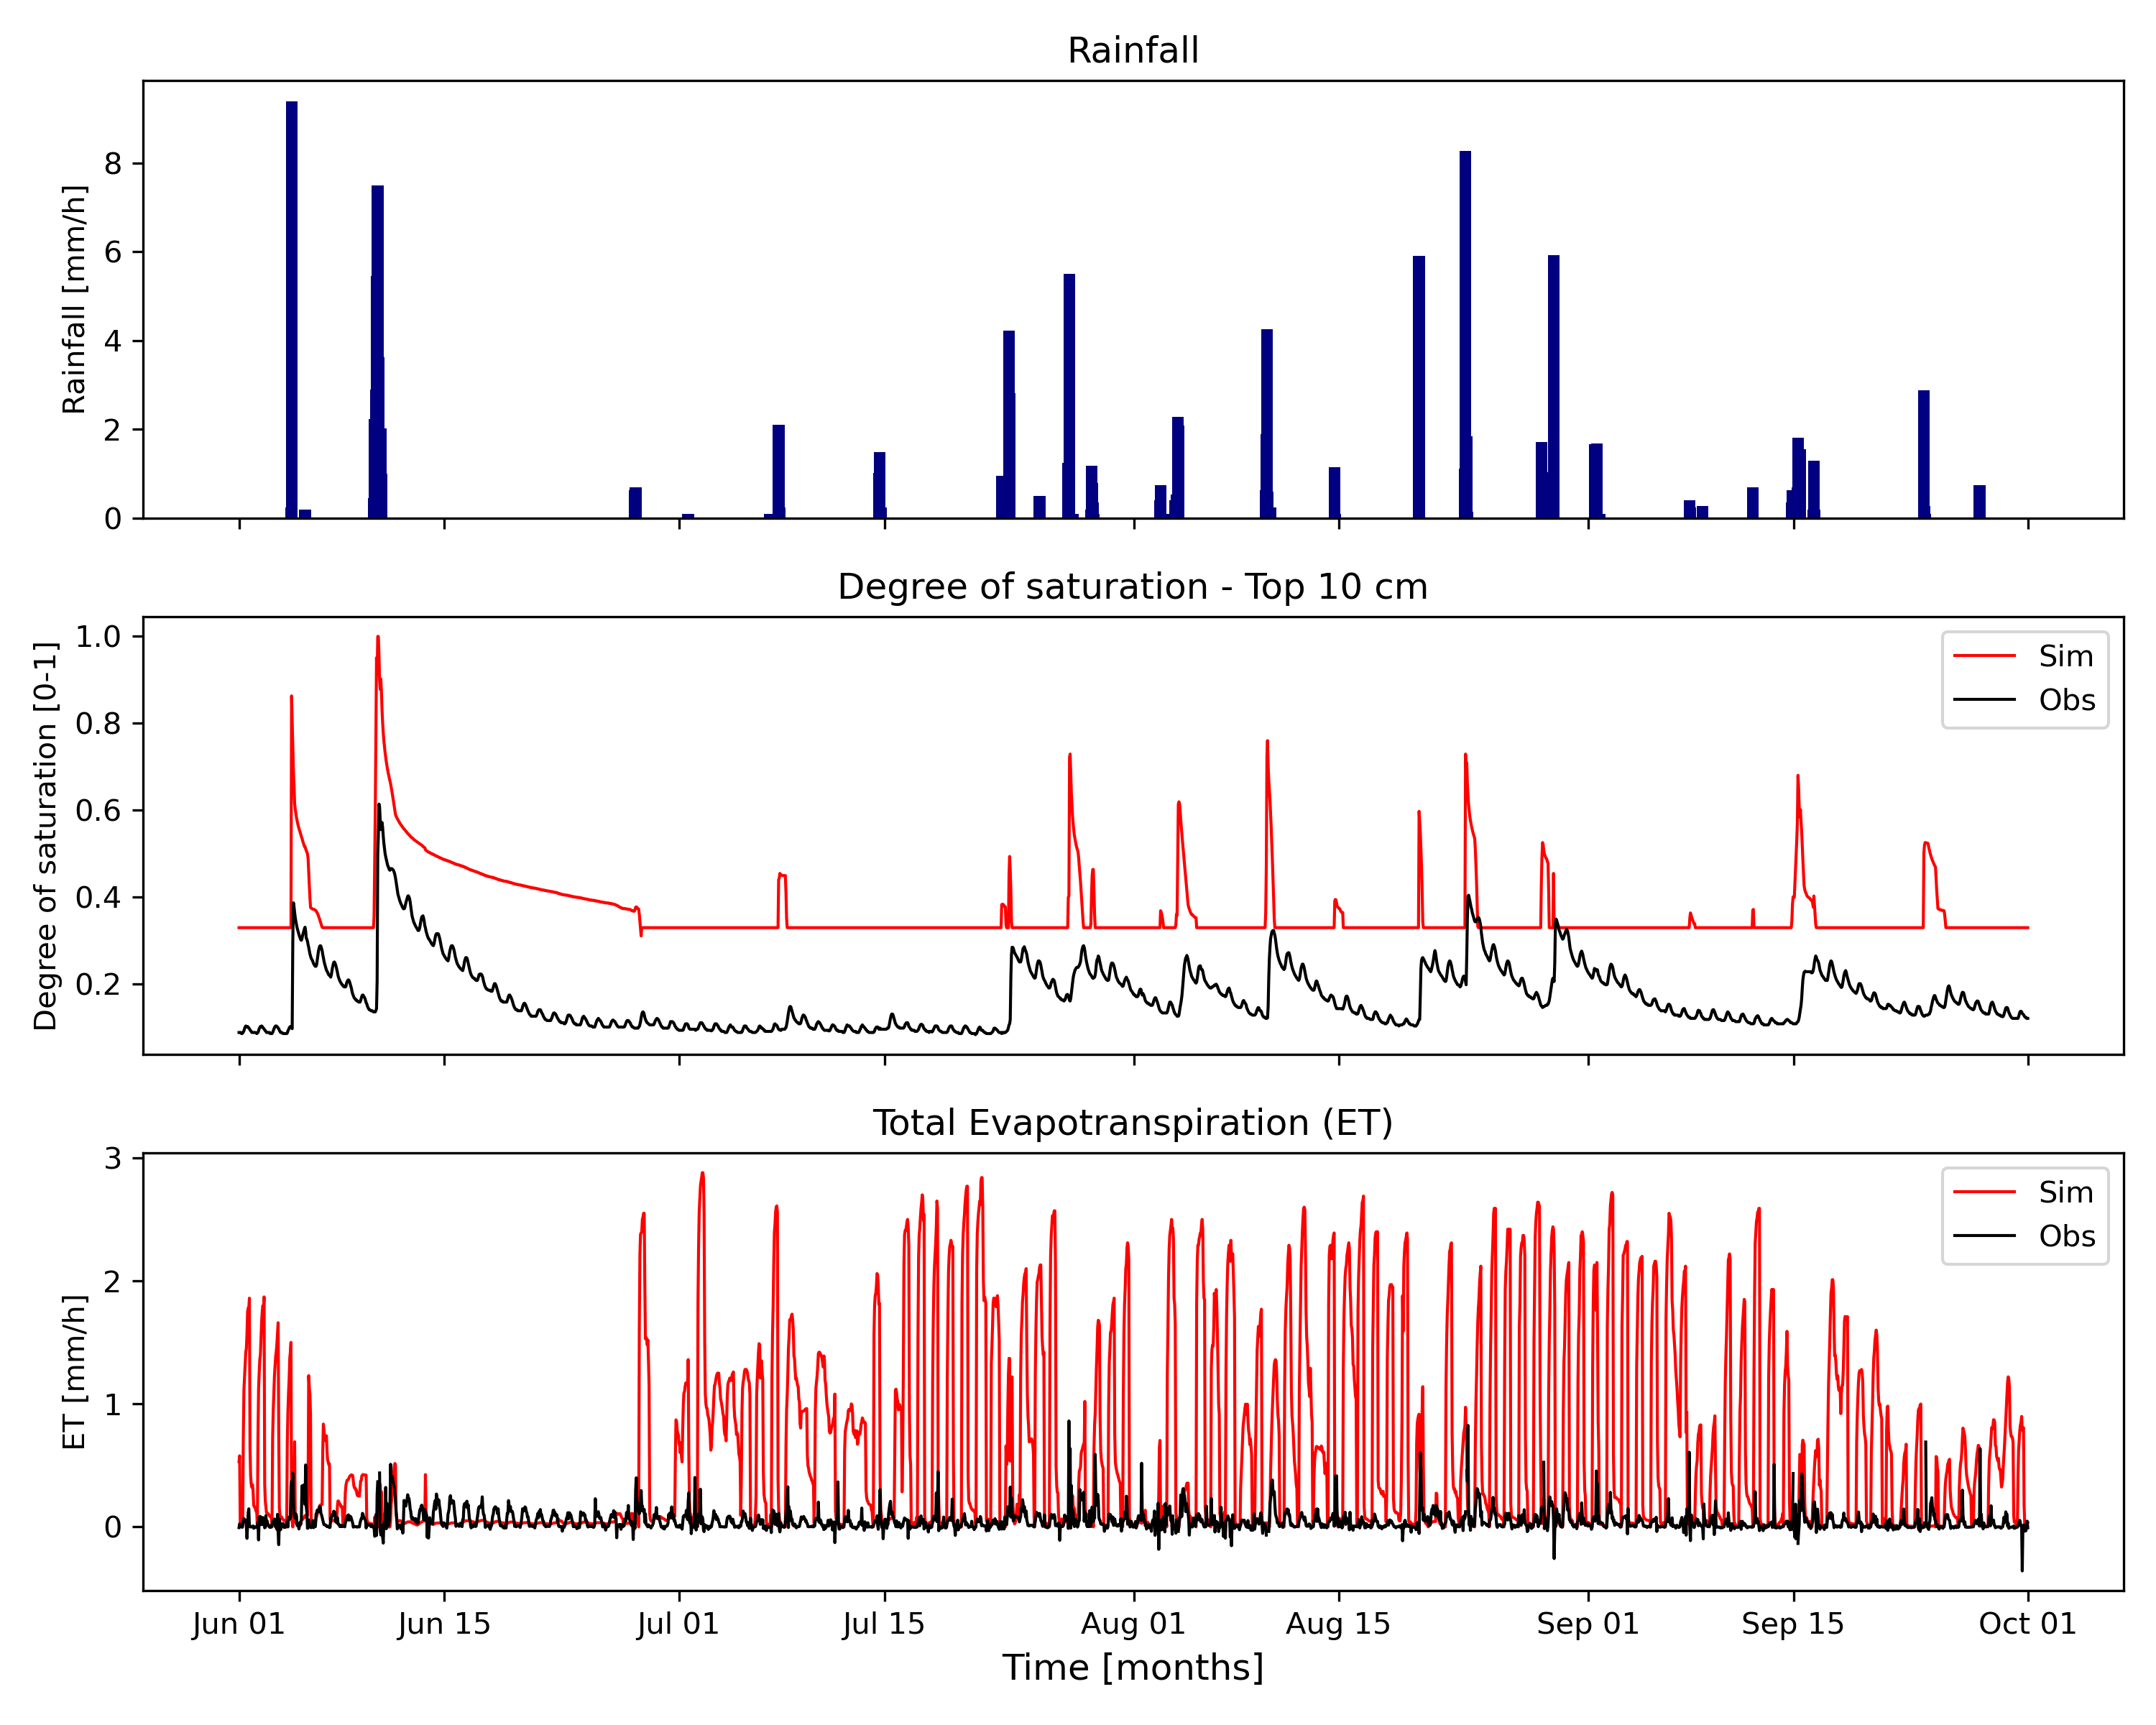 Rainfall
Rainfall [mm/h]
8
6
4
2
0
Degree of saturation - Top 10 cm
Degree of saturation [0-1]
1.0
0.8
0.6
0.4
0.2
Sim
Obs
Total Evapotranspiration (ET)
ET [mm/h]
3
2
1
0
Sim
Obs
Jun 01 Jun 15 Jul 01 Jul 15 Aug 01 Aug 15 Sep 01 Sep 15 Oct 01
Time [months]